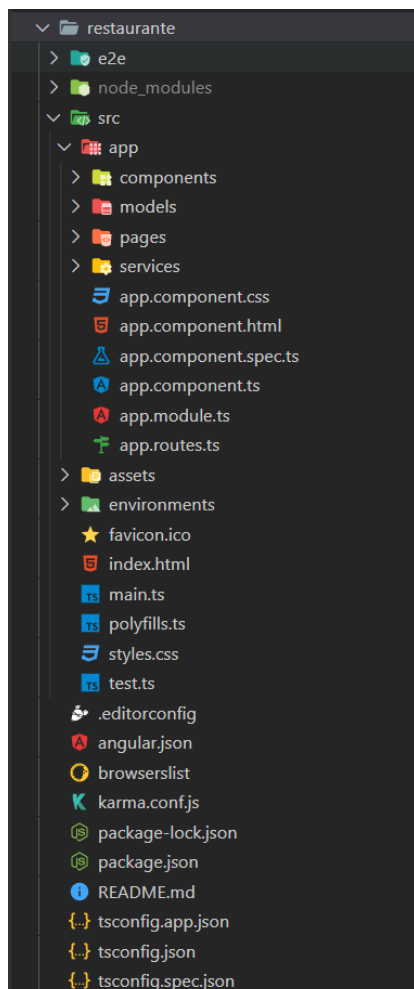 restaurante
e2e
node_modules
src
app
components
models
pages
services
app.component.css
app.component.html
app.component.spec.ts
app.component.ts
app.module.ts
app.routes.ts
assets
environments
favicon.ico
index.html
main.ts
polyfills.ts
styles.css
test.ts
.editorconfig
angular.json
browserslist
karma.conf.js
package-lock.json
package.json
README.md
tsconfig.app.json
tsconfig.json
tsconfig.spec.json